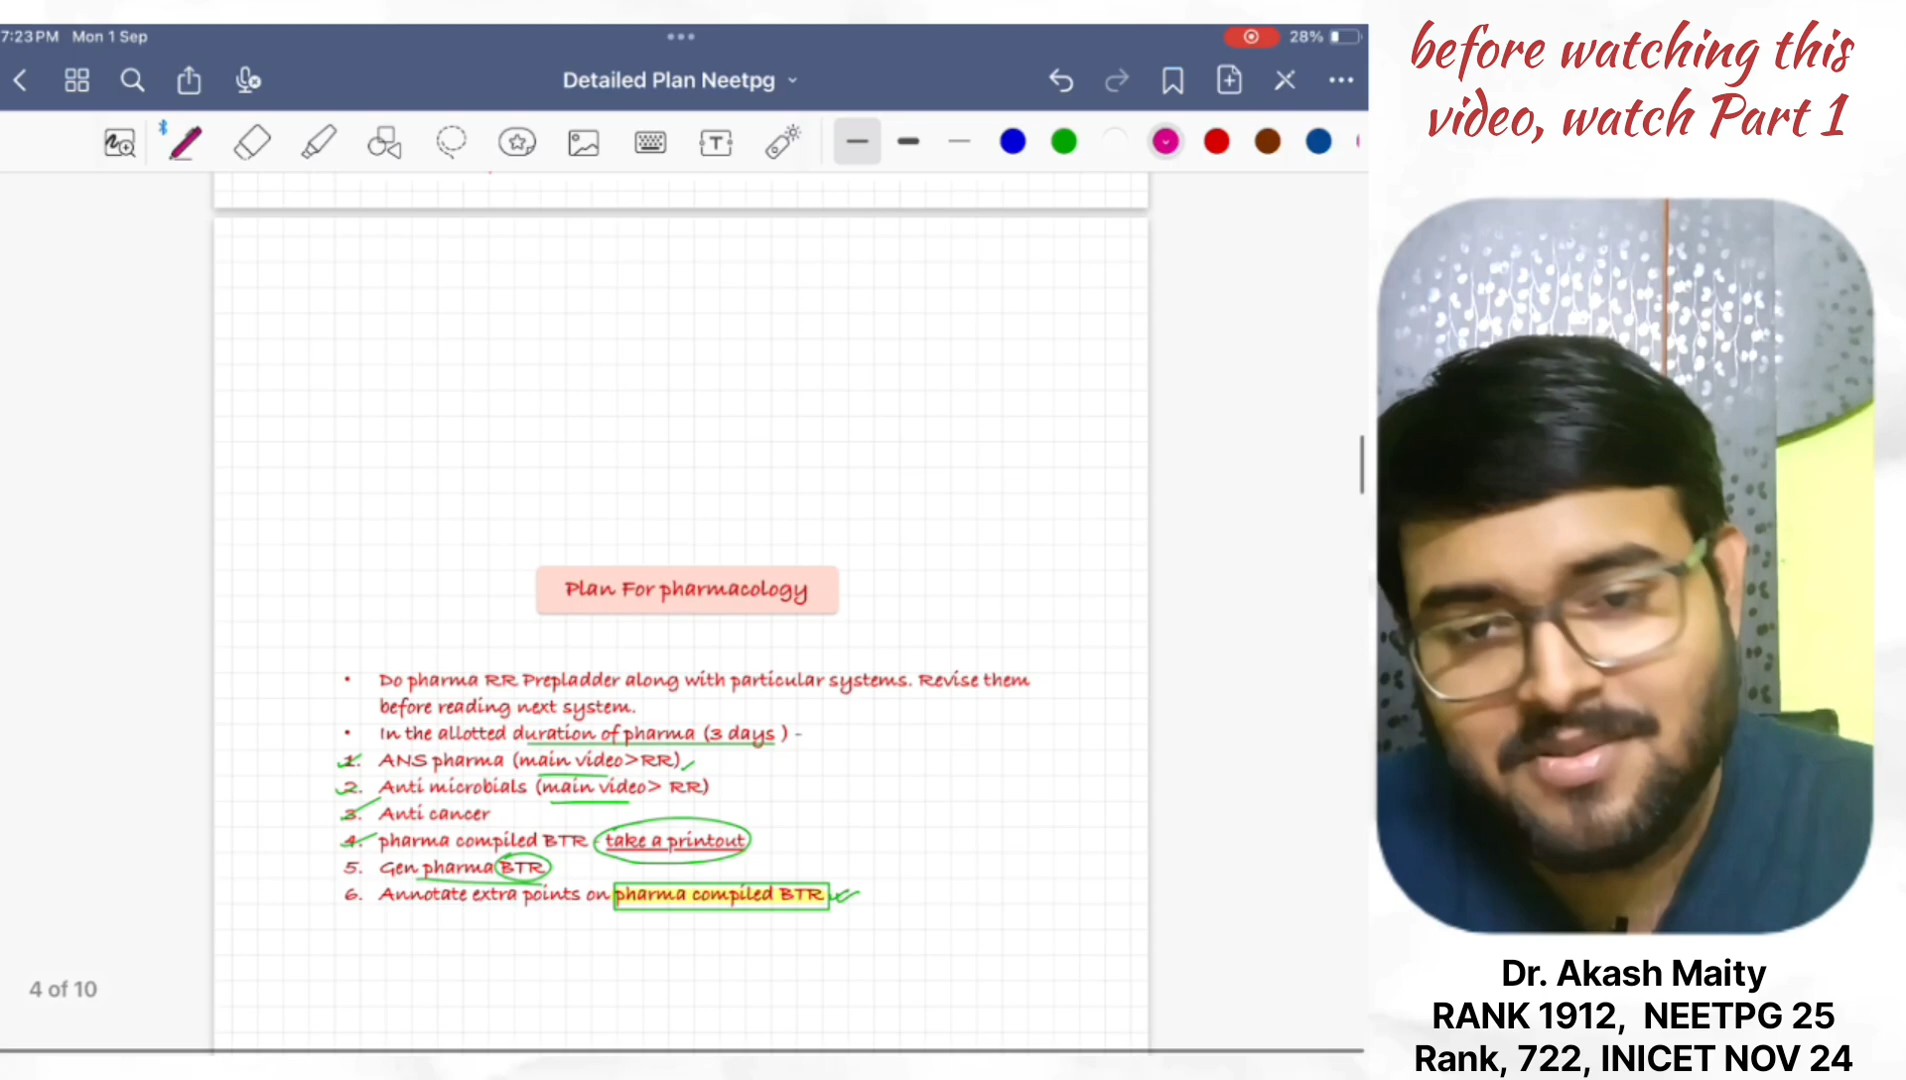 7:23 PM Mon 1 Sep
28%
Detailed Plan Neetpg
T
Plan For pharmacology
• Do pharma RR Prepladder along with particular systems. Revise them
before reading next system.
• In the allotted duration of pharma (3 days ) -
1. ANS pharma (main video>RR)
2. Anti microbials (main video> RR)
3. Anti cancer
4. pharma compiled BTR - take a printout
5. Gen pharma BTR
6. Annotate extra points on pharma compiled BTR
4 of 10
before watching this
video, watch Part 1
Dr. Akash Maity
RANK 1912, NEETPG 25
Rank, 722, INICET NOV 24